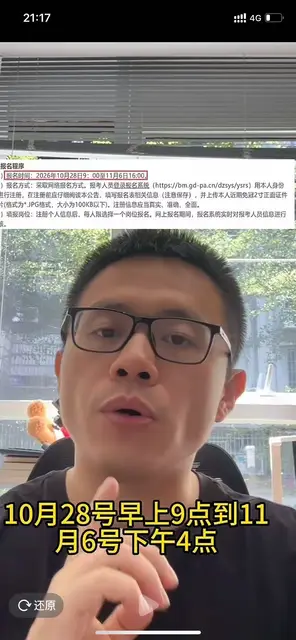 21:17
4G
报名程序
报名时间：2026年10月28日9：00至11月6日16:00。
）报名方式：采取网络报名方式。报考人员登录报名系统（https://bm.gd-pa.cn/dzsys/ysrs）用本人身份
进行注册，在注册前应仔细阅读本公告，填写报名表相关信息（注意保存），并上传本人近期免冠2寸正面证件
(格式为*.JPG格式，大小为100KB以下)。注册信息应当真实、准确、全面。
）填报岗位：注册个人信息后，每人限选择一个岗位报名。网上报名期间，报名系统实时对报考人员信息进行
10月28号早上9点到11
月6号下午4点
还原